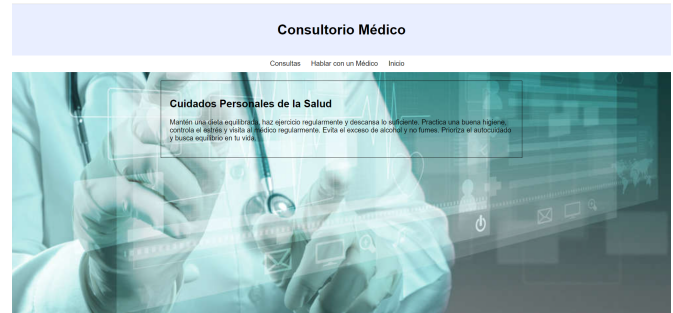 Consultorio Médico
Consultas Hablar con un Médico Inicio
Cuidados Personales de la Salud
Mantén una dieta equilibrada, haz ejercicio regularmente y descansa lo suficiente. Practica una buena higiene,
controla el estrés y visita al médico regularmente. Evita el exceso de alcohol y no fumes. Prioriza el autocuidado
y busca equilibrio en tu vida.